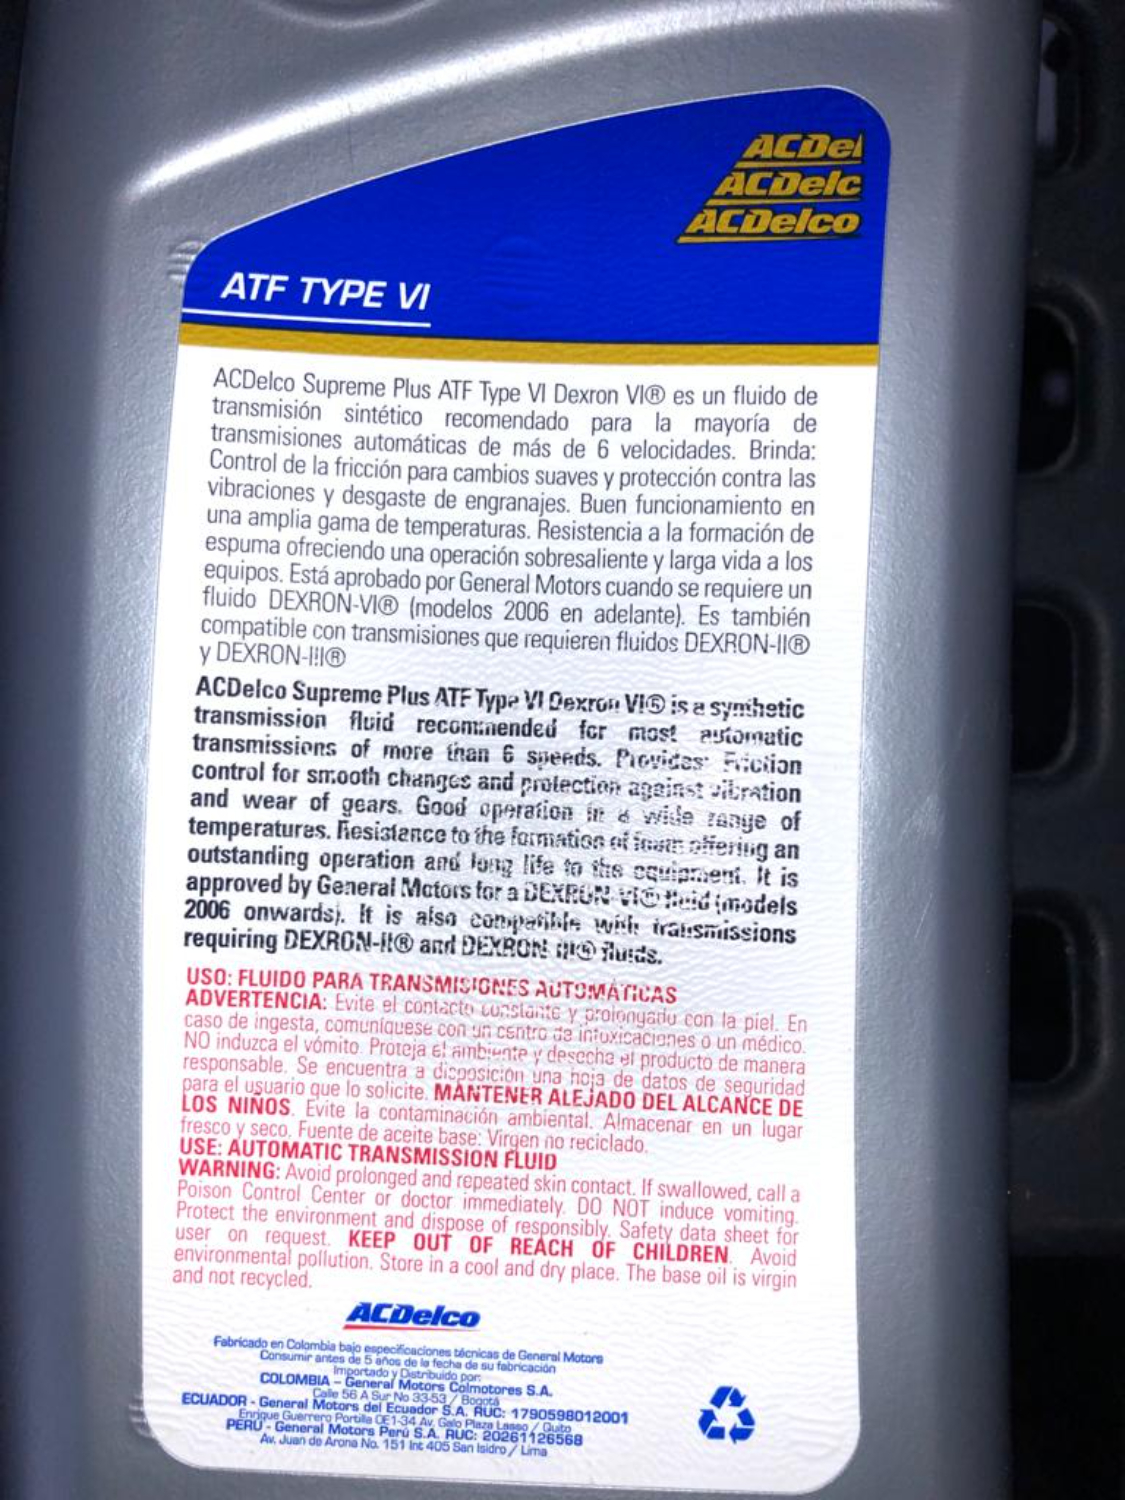 ACDel
ACDelc
ACDelco
ATF TYPE VI
ACDelco Supreme Plus ATF Type VI Dexron VI® es un fluido de
transmisión sintético recomendado para la mayoría de
transmisiones automáticas de más de 6 velocidades. Brinda:
Control de la fricción para cambios suaves y protección contra las
vibraciones y desgaste de engranajes. Buen funcionamiento en
una amplia gama de temperaturas. Resistencia a la formación de
espuma ofreciendo una operación sobresaliente y larga vida a los
equipos. Está aprobado por General Motors cuando se requiere un
fluido DEXRON-VI® (modelos 2006 en adelante). Es también
compatible con transmisiones que requieren fluidos DEXRON-II®
y DEXRON-III®
ACDelco Supreme Plus ATF Type VI Dexron VI® is a synthetic
transmission fluid recommended for most automatic
transmissions of more than 6 speeds. Provides: Friction
control for smooth changes and protection against vibration
and wear of gears. Good operation in a wide range of
temperatures. Resistance to the formation of foam offering an
outstanding operation and long life to the equipment. It is
approved by General Motors for a DEXRON-VI® fluid (models
2006 onwards). It is also compatible with transmissions
requiring DEXRON-II® and DEXRON III® fluids.
USO: FLUIDO PARA TRANSMISIONES AUTOMÁTICAS
ADVERTENCIA: Evite el contacto constante y prolongado con la piel. En
caso de ingesta, comuníquese con un centro de intoxicaciones o un médico.
NO induzca el vómito. Proteja el ambiente y deseche el producto de manera
responsable. Se encuentra a disposición una hoja de datos de seguridad
para el usuario que lo solicite. MANTENER ALEJADO DEL ALCANCE DE
LOS NIÑOS. Evite la contaminación ambiental. Almacenar en un lugar
fresco y seco. Fuente de aceite base: Virgen no reciclado.
USE: AUTOMATIC TRANSMISSION FLUID
WARNING: Avoid prolonged and repeated skin contact. If swallowed, call a
Poison Control Center or doctor immediately. DO NOT induce vomiting.
Protect the environment and dispose of responsibly. Safety data sheet for
user on request. KEEP OUT OF REACH OF CHILDREN. Avoid
environmental pollution. Store in a cool and dry place. The base oil is virgin
and not recycled.
ACDelco
Fabricado en Colombia bajo especificaciones técnicas de General Motors
Consumir antes de 5 años de la fecha de su fabricación
Importado y Distribuido por:
COLOMBIA - General Motors Colmotores S.A.
Calle 56 A Sur No 33-53 / Bogotá
ECUADOR - General Motors del Ecuador S.A. RUC: 1790598012001
Enrique Guerrero Portilla OE1-34 Av. Galo Plaza Lasso / Quito
PERÚ - General Motors Perú S.A. RUC: 20261126568
Av. Juan de Arona No. 151 Int 405 San Isidro / Lima